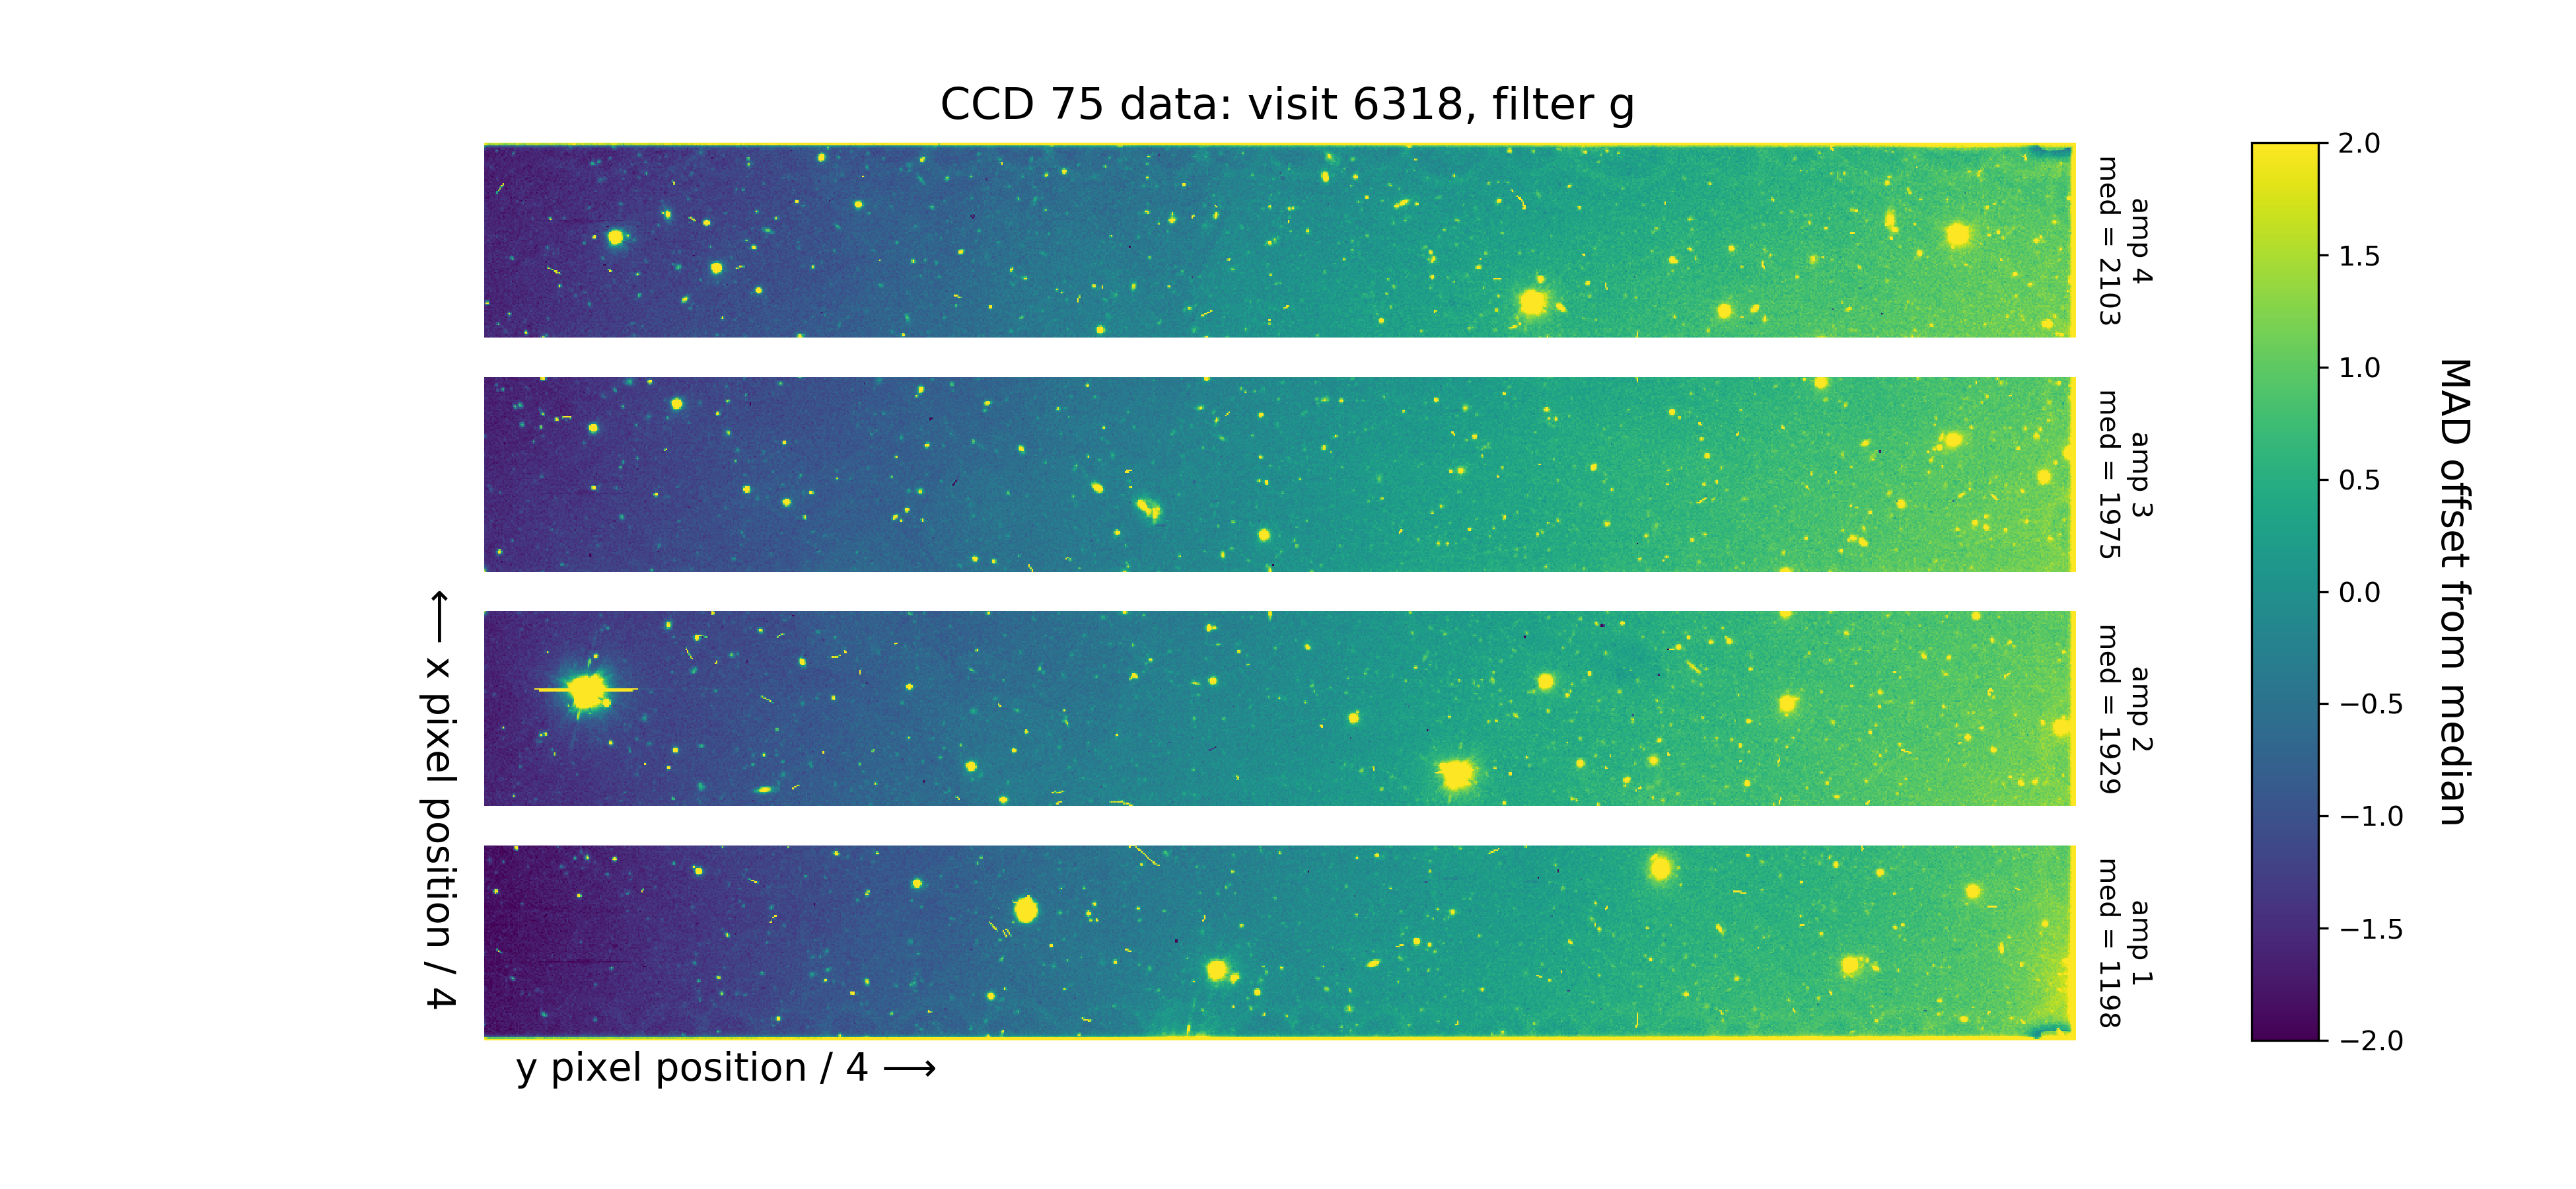 CCD 75 data: visit 6318, filter g
amp 4
med = 2103
amp 3
med = 1975
amp 2
med = 1929
amp 1
med = 1198
⟵ x pixel position / 4
y pixel position / 4 ⟶
2.0
1.5
1.0
0.5
0.0
−0.5
−1.0
−1.5
−2.0
MAD offset from median